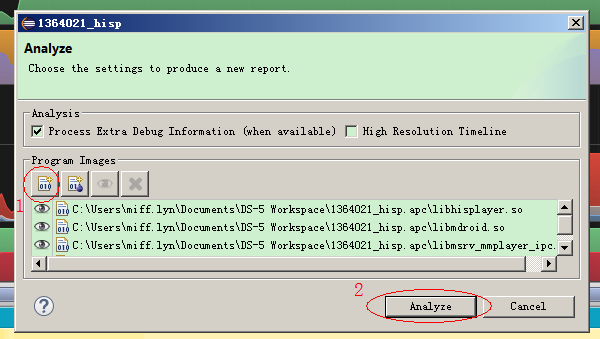 1364021_hisp
Analyze
Choose the settings to produce a new report.
Analysis
Process Extra Debug Information (when available)
High Resolution Timeline
Program Images
1
C:\Users\miff.lyn\Documents\DS-5 Workspace\1364021_hisp.apc\libhisplayer.so
C:\Users\miff.lyn\Documents\DS-5 Workspace\1364021_hisp.apc\libmdroid.so
C:\Users\miff.lyn\Documents\DS-5 Workspace\1364021_hisp.apc\libmsrv_mmplayer_ipc.
2
Analyze
Cancel